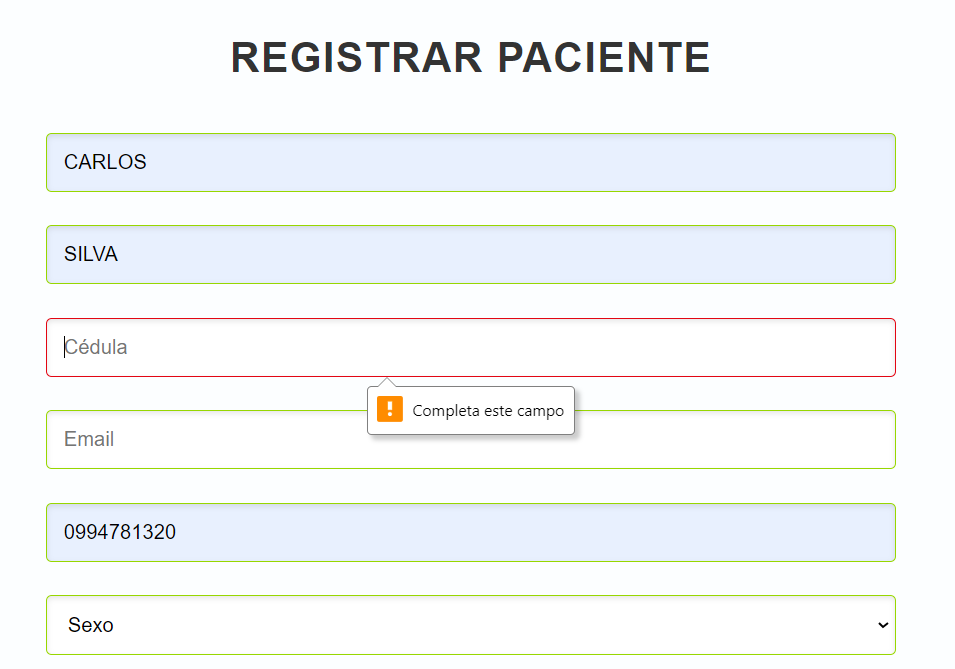 REGISTRAR PACIENTE
CARLOS
SILVA
Cédula
Completa este campo
Email
0994781320
Sexo